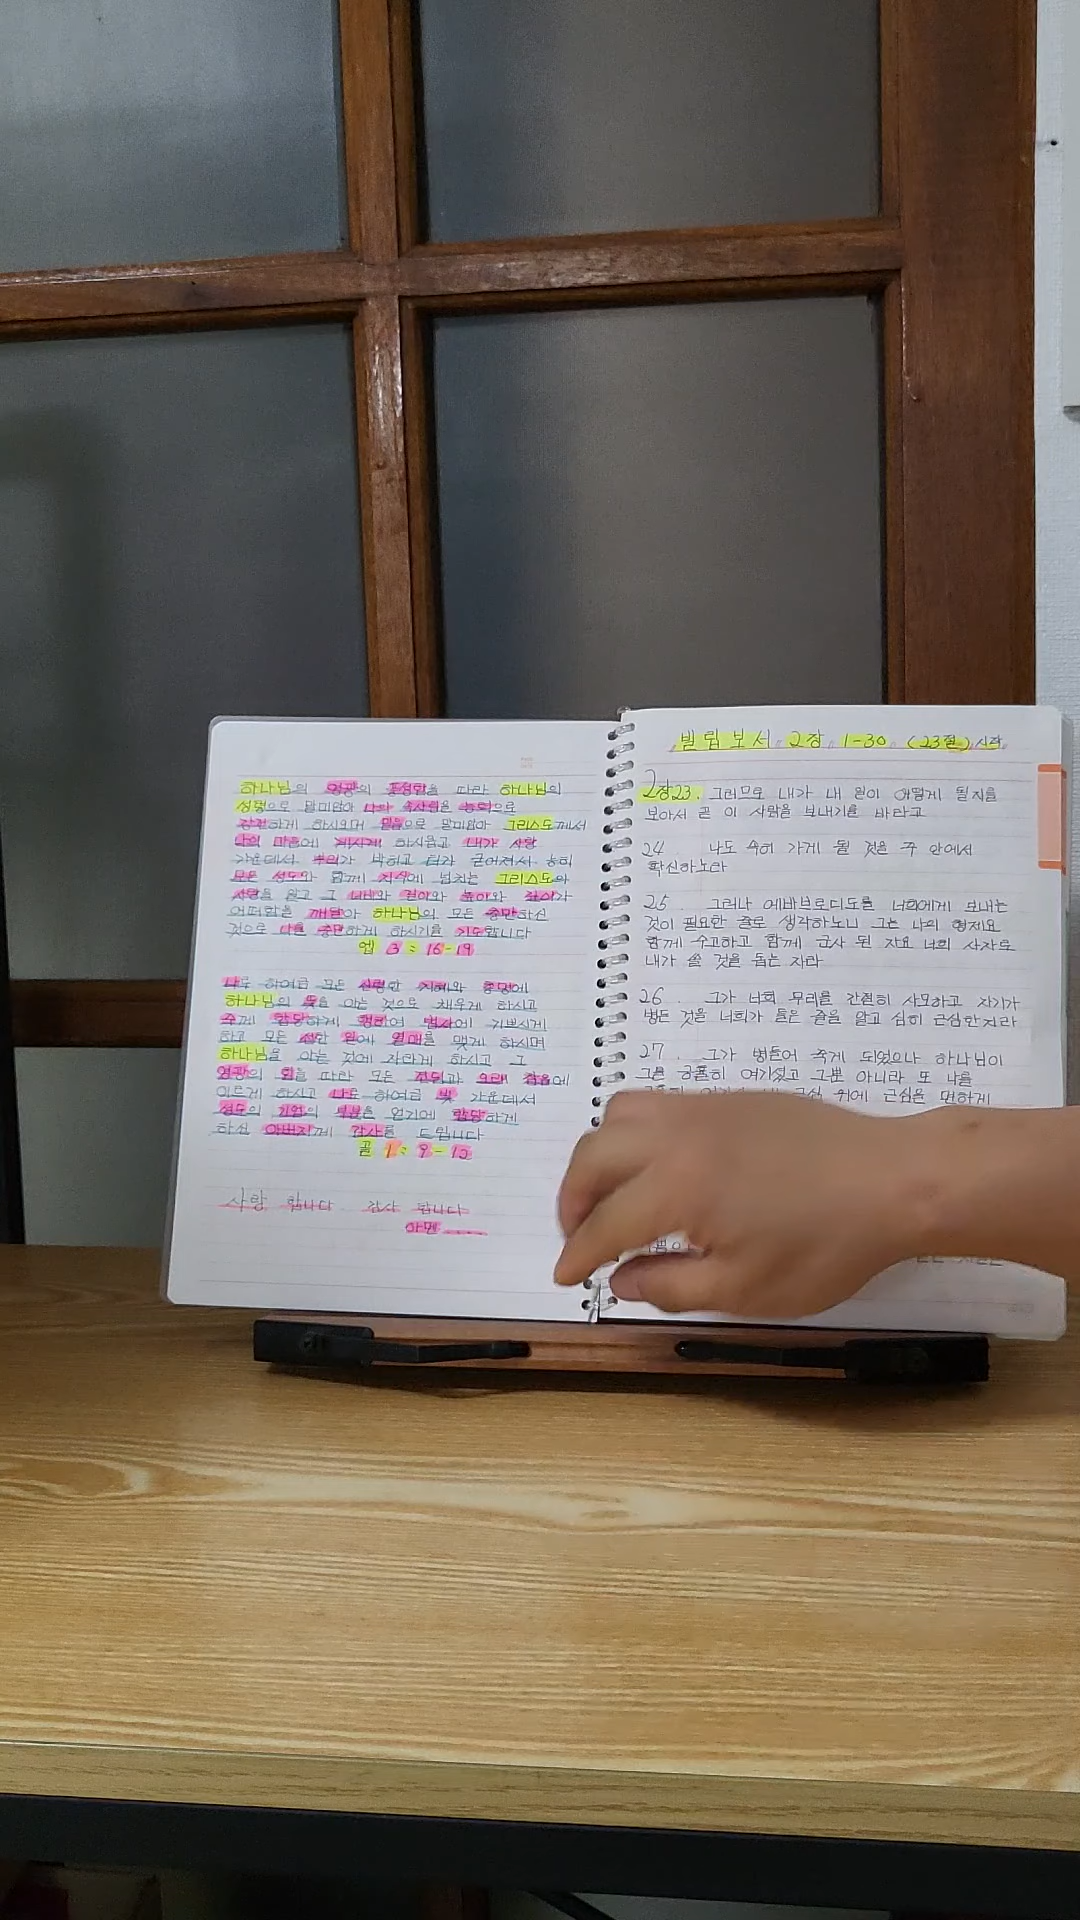 하나님의 영광의 풍성함을 따라 하나님의
성령으로 말미암아 나의 속사람을 능력으로
강건하게 하시오며 믿음으로 말미암아 그리스도께서
나의 마음에 계시게 하시옵고 내가 사랑
가운데서 뿌리가 박히고 터가 굳어져서 능히
모든 성도와 함께 지식에 넘치는 그리스도의
사랑을 알고 그 너비와 길이와 높이와 깊이가
어떠함을 깨달아 하나님의 모든 충만하신
것으로 나를 충만하게 하시기를 기도합니다
엡 3:16-19
나로 하여금 모든 신령한 지혜와 총명에
하나님의 뜻을 아는 것으로 채우게 하시고
주께 합당하게 행하여 범사에 기쁘시게
하고 모든 선한 일에 열매를 맺게 하시며
하나님을 아는 것에 자라게 하시고 그
영광의 힘을 따라 모든 견딤과 오래 참음에
이르게 하시고 나로 하여금 빛 가운데서
성도의 기업의 부분을 얻기에 합당하게
하신 아버지께 감사를 드립니다
골 1:9-12
사랑 합니다 감사 합니다
아멘
빌립보서 2장 1-30 (23절) 시작
2장23. 그러므로 내가 내 일이 어떻게 될지를
보아서 곧 이 사람을 보내기를 바라고
24 나도 속히 가게 될 것을 주 안에서
확신하노라
25. 그러나 에바브로디도를 너희에게 보내는
것이 필요한 줄로 생각하노니 그는 나의 형제요
함께 수고하고 함께 군사 된 자요 너희 사자로
내가 쓸 것을 돕는 자라
26. 그가 너희 무리를 간절히 사모하고 자기가
병든 것을 너희가 들은 줄을 알고 심히 근심한지라
27. 그가 병들어 죽게 되었으나 하나님이
그를 긍휼히 여기셨고 그뿐 아니라 또 나를
근심 위에 근심을 면하게